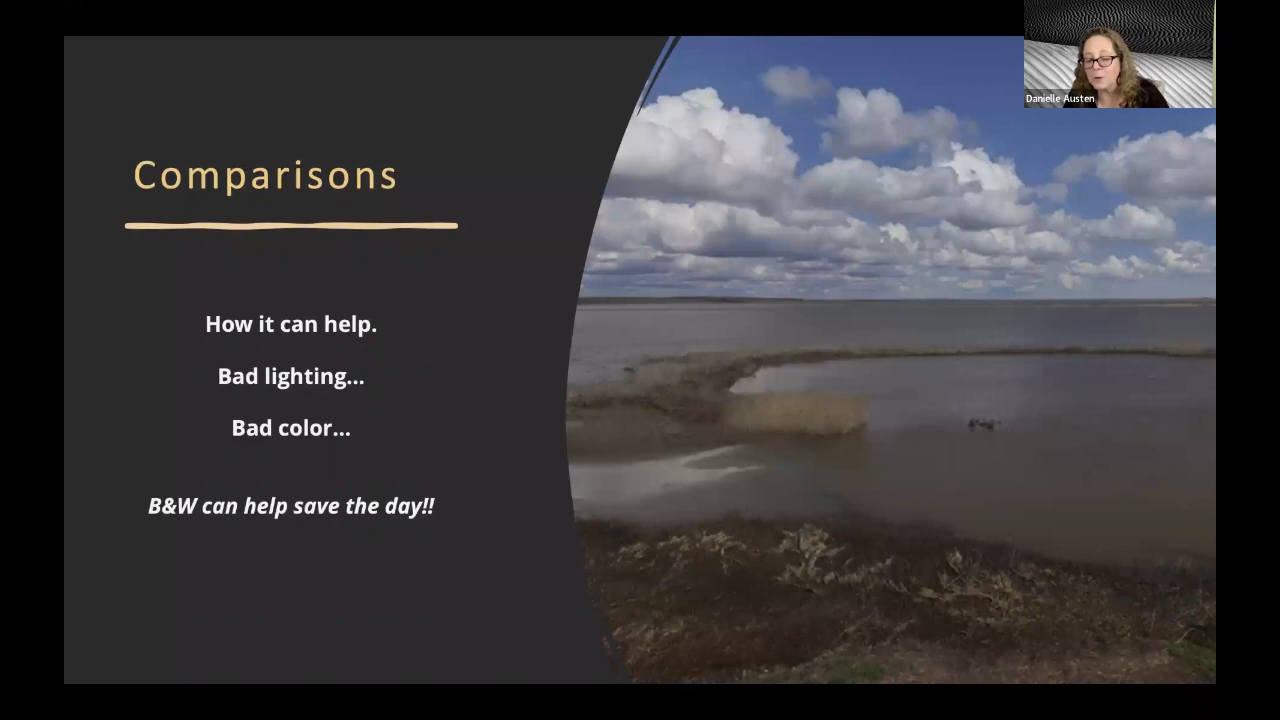 Danielle Austen
Comparisons
How it can help.
Bad lighting...
Bad color...
B&W can help save the day!!